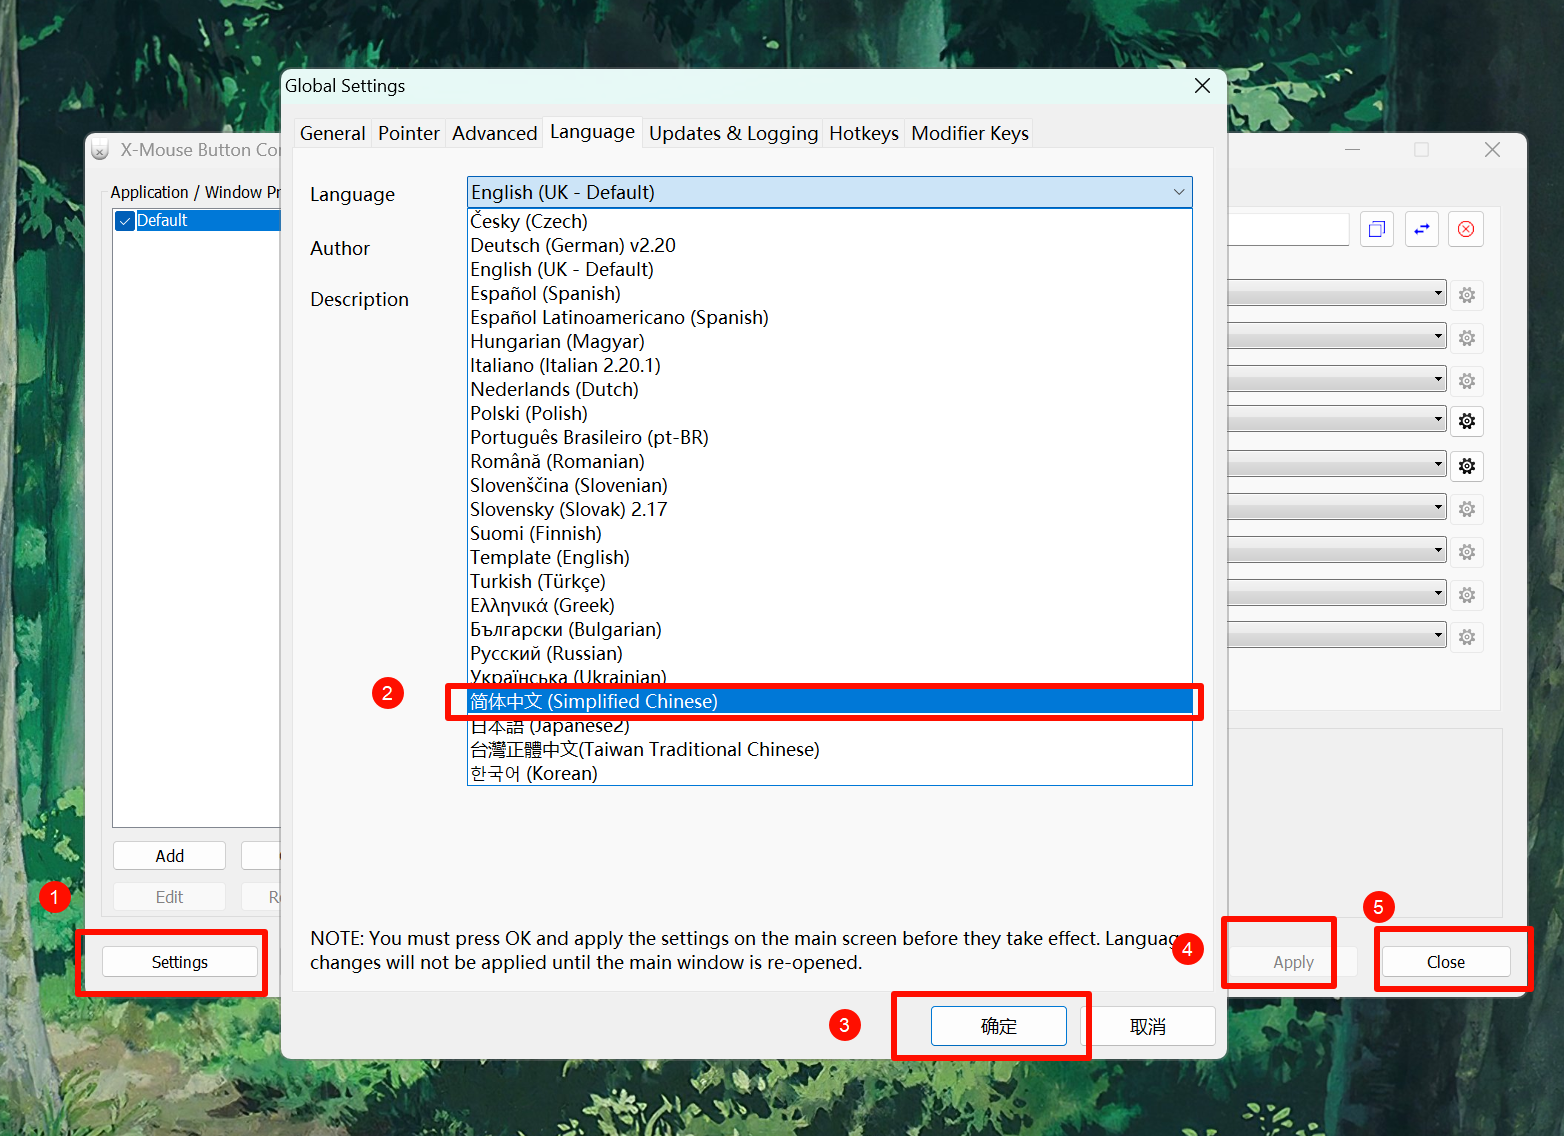 Global Settings
X-Mouse Button Co
General Pointer Advanced Language Updates & Logging Hotkeys Modifier Keys
Application / Window Pr
Default
Language English (UK - Default)
Author
Description
Česky (Czech)
Deutsch (German) v2.20
English (UK - Default)
Español (Spanish)
Español Latinoamericano (Spanish)
Hungarian (Magyar)
Italiano (Italian 2.20.1)
Nederlands (Dutch)
Polski (Polish)
Português Brasileiro (pt-BR)
Română (Romanian)
Slovenščina (Slovenian)
Slovensky (Slovak) 2.17
Suomi (Finnish)
Template (English)
Turkish (Türkçe)
Ελληνικά (Greek)
Български (Bulgarian)
Русский (Russian)
Українська (Ukrainian)
2
简体中文 (Simplified Chinese)
日本語 (Japanese2)
台灣正體中文(Taiwan Traditional Chinese)
한국어 (Korean)
Add
Edit
1
Settings
NOTE: You must press OK and apply the settings on the main screen before they take effect. Languag
changes will not be applied until the main window is re-opened.
4
Apply
5
Close
3
确定 取消